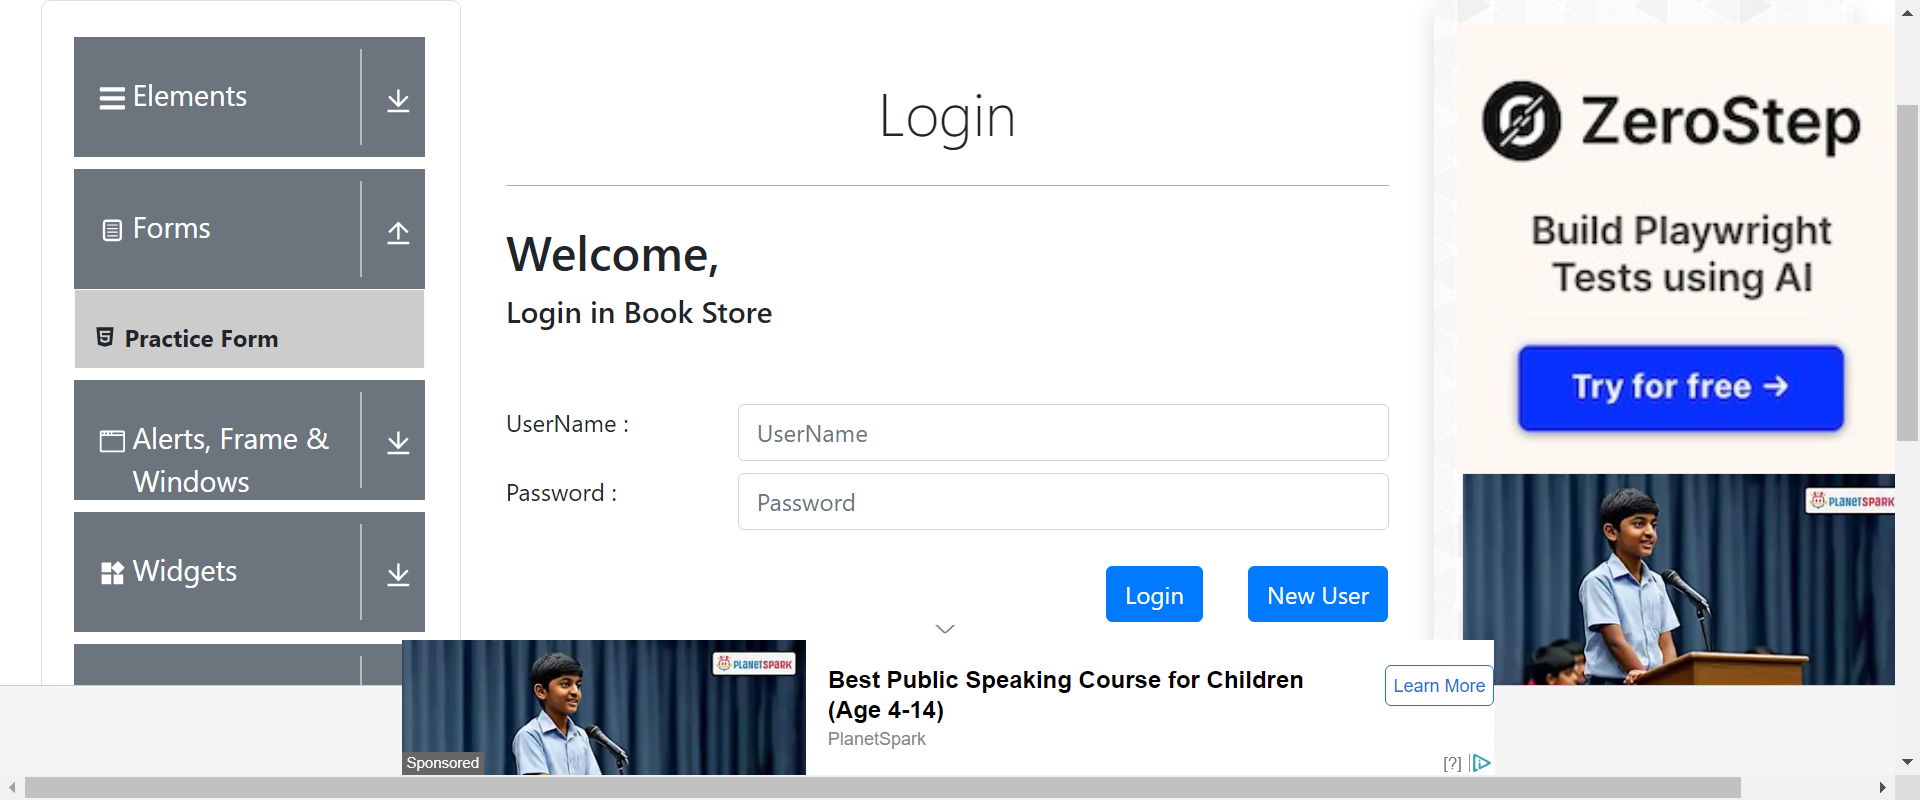 Elements
Forms
Practice Form
Alerts, Frame &
Windows
Widgets
Login
Welcome,
Login in Book Store
UserName :
UserName
Password :
Password
Login
New User
ZeroStep
Build Playwright
Tests using AI
Try for free →
PLANETSPARK
PLANETSPARK
Sponsored
Best Public Speaking Course for Children
(Age 4-14)
PlanetSpark
Learn More
[?]